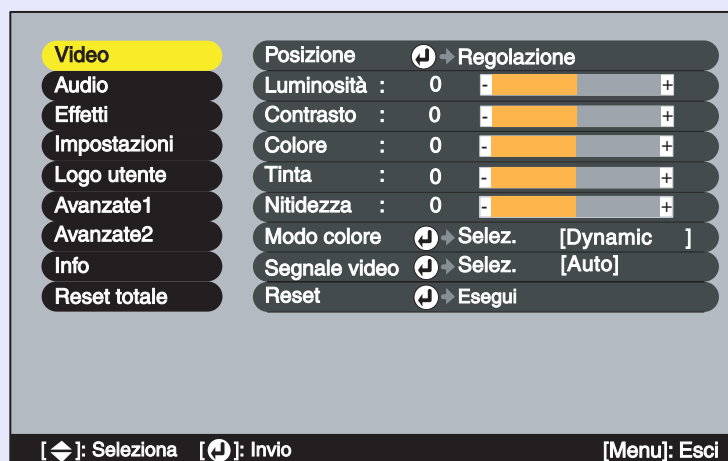 Video
Audio
Effetti
Impostazioni
Logo utente
Avanzate1
Avanzate2
Info
Reset totale
Posizione Regolazione
Luminosità : 0 - +
Contrasto : 0 - +
Colore : 0 - +
Tinta : 0 - +
Nitidezza : 0 - +
Modo colore Selez. [Dynamic ]
Segnale video Selez. [Auto]
Reset Esegui
[ ]: Seleziona [ ]: Invio [Menu]: Esci